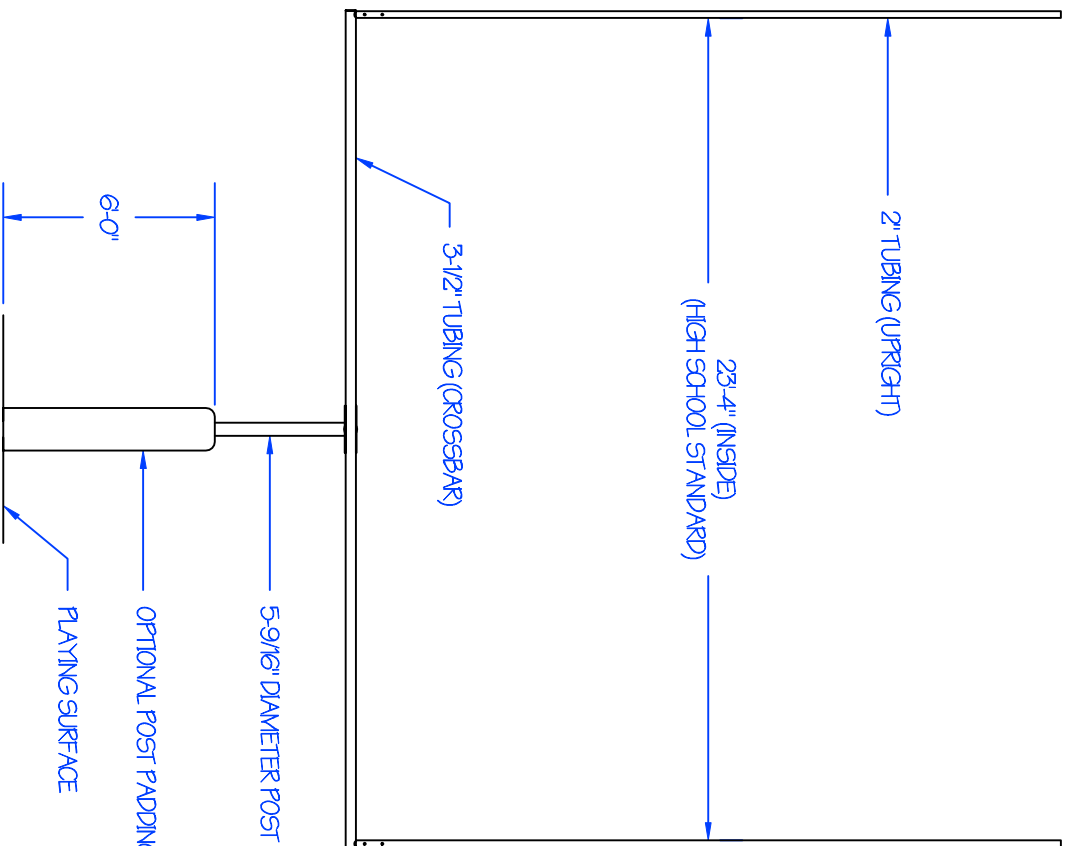 2" TUBING (UPRIGHT)
23'-4" (INSIDE)
(HIGH SCHOOL STANDARD)
3-1/2" TUBING (CROSSBAR)
6'-0"
5-9/16" DIAMETER POST
OPTIONAL POST PADDING
PLAYING SURFACE